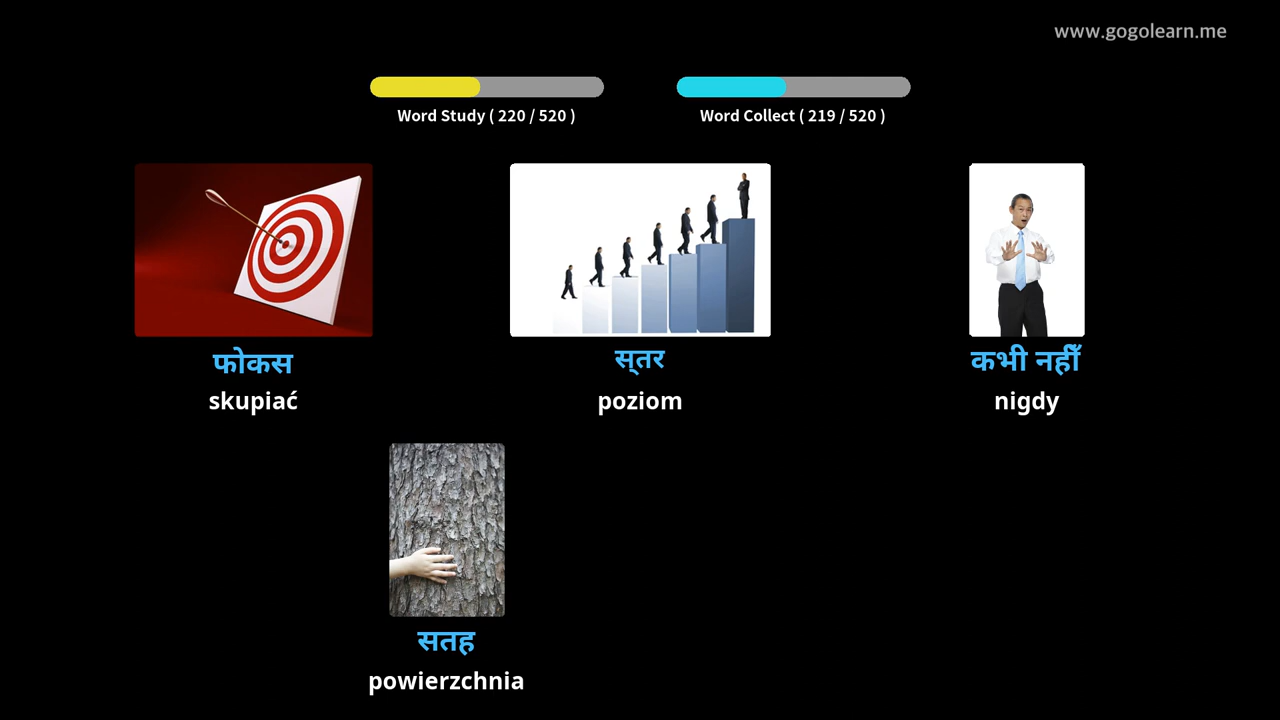 www.gogolearn.me
Word Study ( 220 / 520 )
Word Collect ( 219 / 520 )
फोकस
skupiać
स्‌तर
poziom
कभी नहीँ
nigdy
सतह
powierzchnia